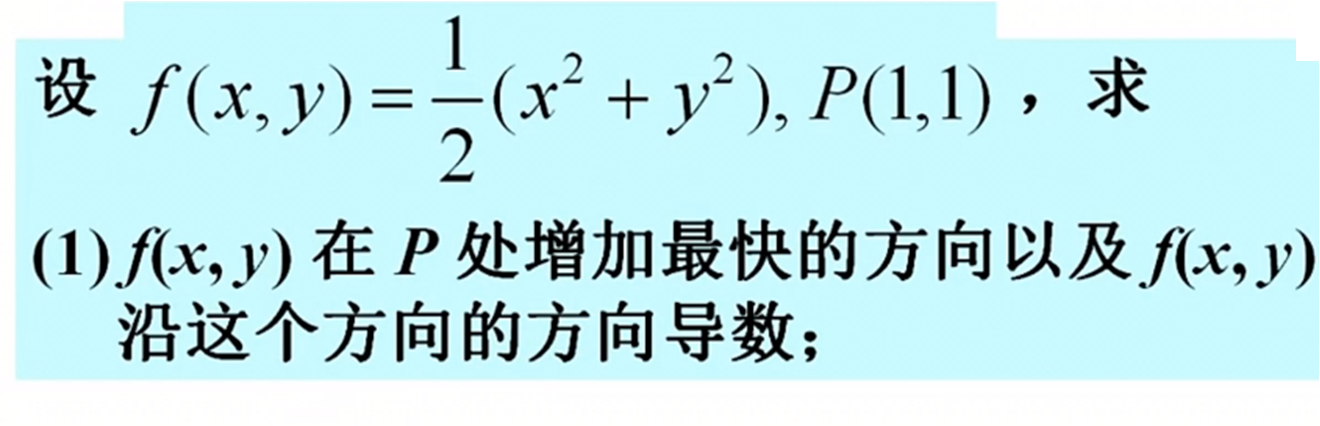 设 f(x, y) = 1/2 (x² + y²), P(1,1) ，求
(1) f(x, y) 在 P 处增加最快的方向以及 f(x, y)
沿这个方向的方向导数；